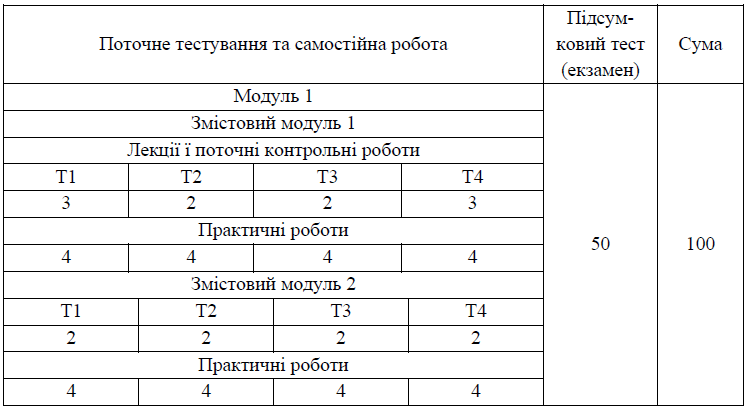 Поточне тестування та самостійна робота
Підсум-
ковий тест
(екзамен)
Сума
Модуль 1
Змістовий модуль 1
Лекції ї поточні контрольні роботи
Т1 Т2 Т3 Т4
3 2 2 3
Практичні роботи
4 4 4 4
50 100
Змістовий модуль 2
Т1 Т2 Т3 Т4
2 2 2 2
Практичні роботи
4 4 4 4